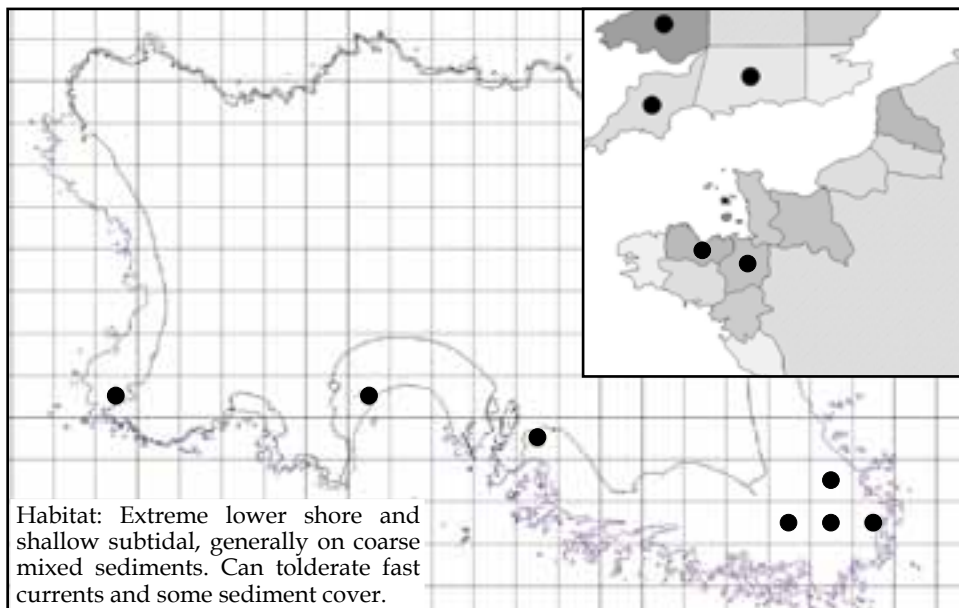 Habitat: Extreme lower shore and
shallow subtidal, generally on coarse
mixed sediments. Can tolderate fast
currents and some sediment cover.